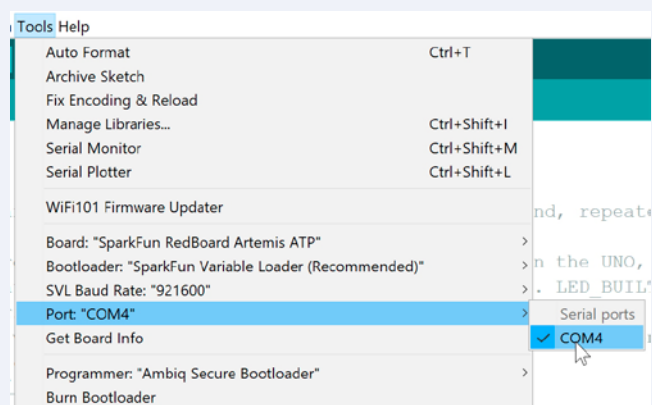 Tools Help
Auto Format Ctrl+T
Archive Sketch
Fix Encoding & Reload
Manage Libraries... Ctrl+Shift+I
Serial Monitor Ctrl+Shift+M
Serial Plotter Ctrl+Shift+L
WiFi101 Firmware Updater
nd, repeate
Board: "SparkFun RedBoard Artemis ATP"
Bootloader: "SparkFun Variable Loader (Recommended)"
n the UNO,
SVL Baud Rate: "921600"
. LED_BUILT
Port: "COM4"
Serial ports
Get Board Info
COM4
Programmer: "Ambiq Secure Bootloader"
Burn Bootloader